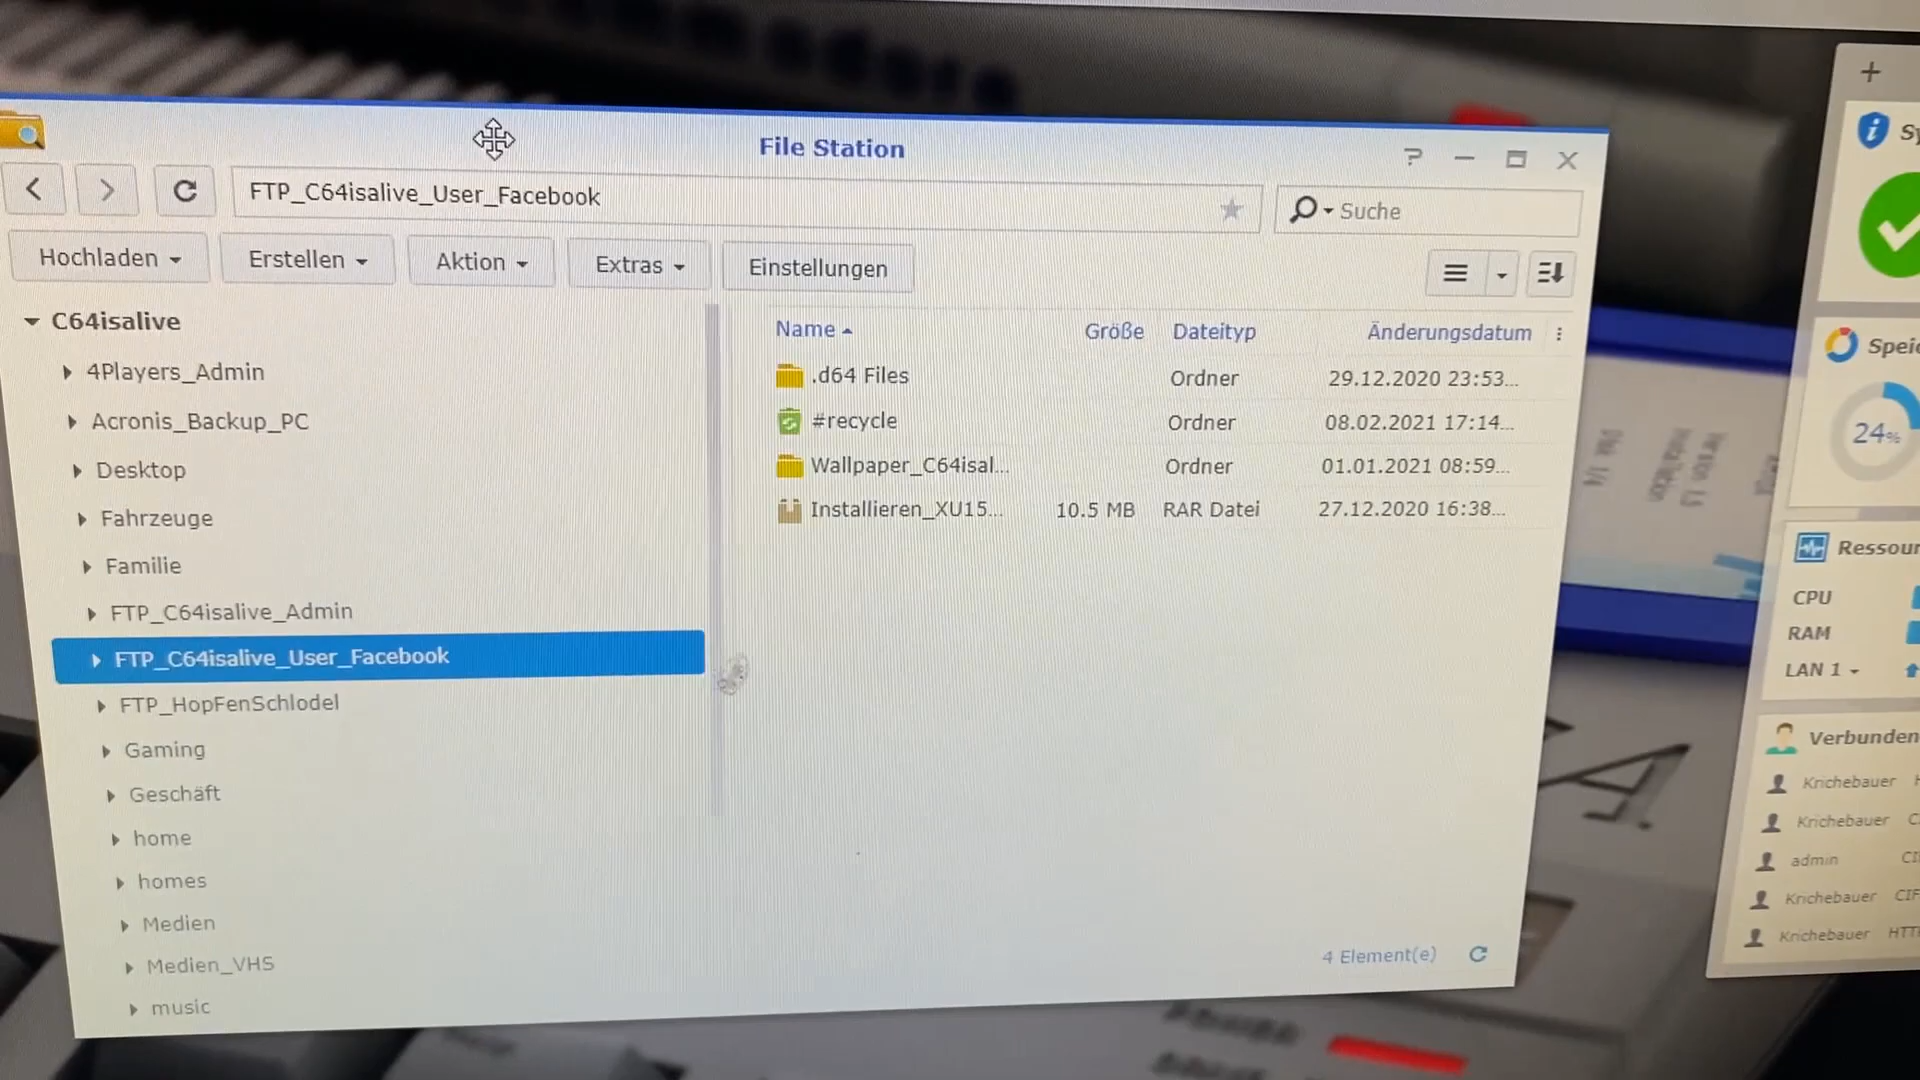 File Station
FTP_C64isalive_User_Facebook
Suche
Hochladen
Erstellen
Aktion
Extras
Einstellungen
C64isalive
4Players_Admin
Acronis_Backup_PC
Desktop
Fahrzeuge
Familie
FTP_C64isalive_Admin
FTP_C64isalive_User_Facebook
FTP_HopFenSchlodel
Gaming
Geschäft
home
homes
Medien
Medien_VHS
music
Name Größe Dateityp Änderungsdatum
.d64 Files Ordner 29.12.2020 23:53...
#recycle Ordner 08.02.2021 17:14...
Wallpaper_C64isal... Ordner 01.01.2021 08:59...
Installieren_XU15... 10.5 MB RAR Datei 27.12.2020 16:38...
4 Element(e)
Sy
Speic
24%
Ressour
CPU
RAM
LAN 1
Verbunden
Krichebauer H
Krichebauer C
admin CI
Krichebauer CIF
Krichebauer HTT